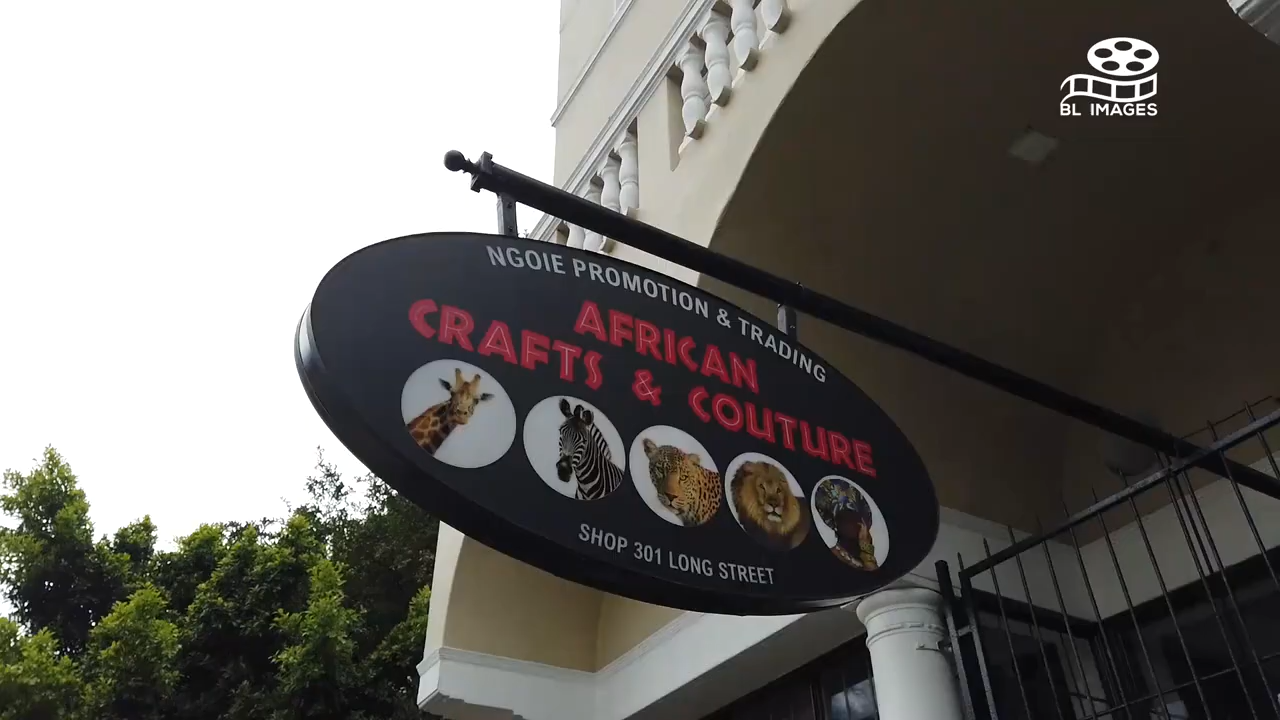 BL IMAGES
NGOIE PROMOTION & TRADING
AFRICAN
CRAFTS & COUTURE
SHOP 301 LONG STREET